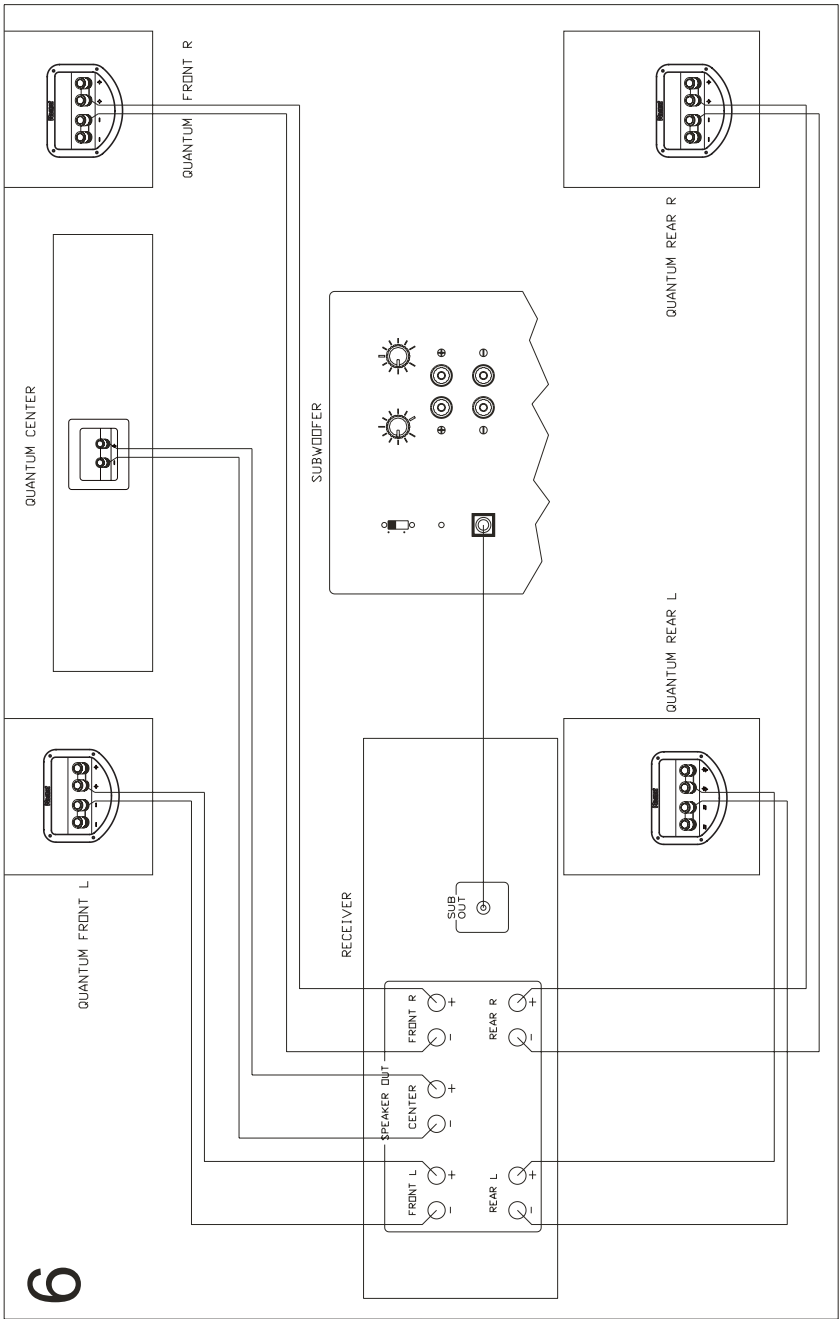 6
QUANTUM FRONT L
QUANTUM CENTER
QUANTUM FRONT R
RECEIVER
SUBWOOFER
SPEAKER OUT
FRONT L
CENTER
FRONT R
- + - + - +
REAR L
REAR R
- + - +
SUB
OUT
QUANTUM REAR L
QUANTUM REAR R